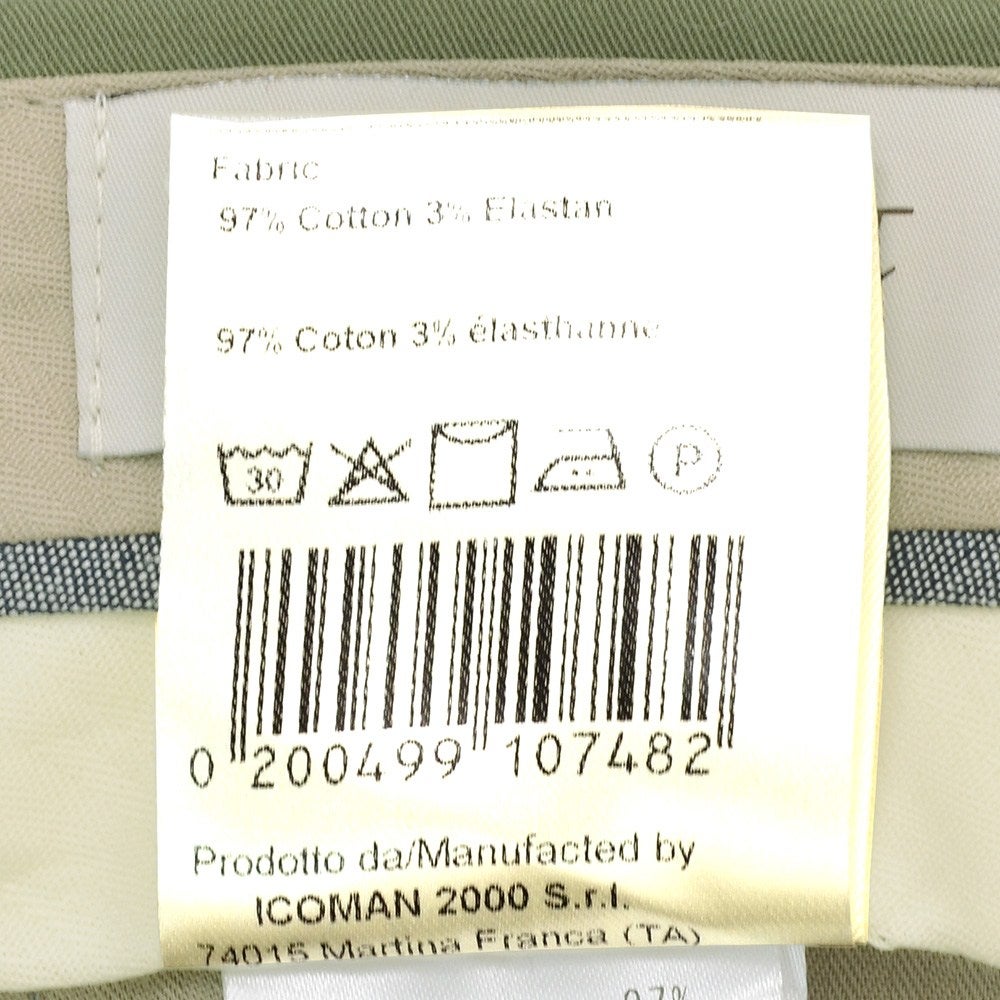 Fabric
97% Cotton 3% Elastan
97% Coton 3% élasthanne
30
P
0 200499 107482
Prodotto da/Manufacted by
ICOMAN 2000 S.r.l.
74015 Martina Franca (TA)
97%